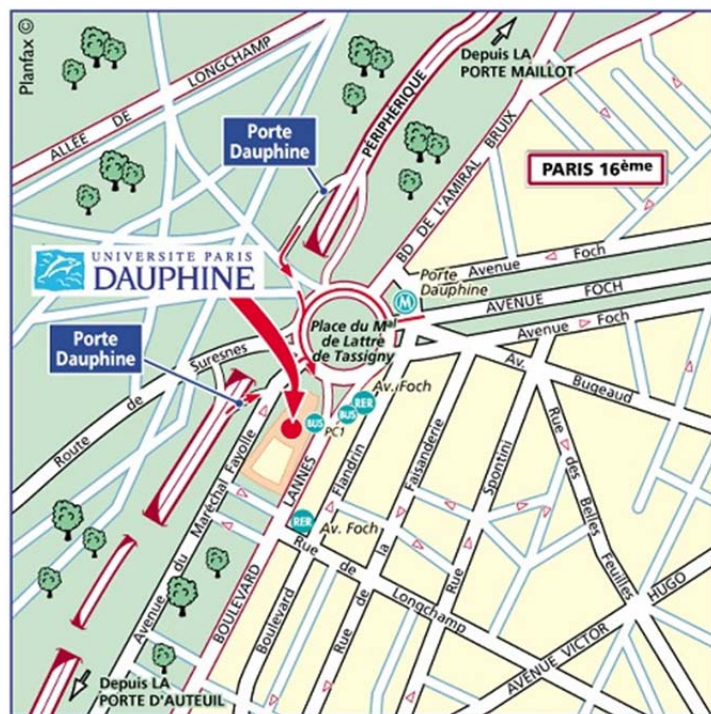 Planfax ©
ALLÉE DE LONGCHAMP
Depuis LA
PORTE MAILLOT
Porte
Dauphine
PÉRIPHÉRIQUE
BD DE L'AMIRAL BRUIX
PARIS 16ème
UNIVERSITE PARIS
DAUPHINE
Porte
Dauphine
M
Avenue Foch
AVENUE FOCH
Avenue Foch
Place du Mal
de Lattre
de Tassigny
Porte
Dauphine
Route de Suresnes
Av. Bugeaud
Av. Foch
RER
BUS
BUS
PC1
RER
Av. Foch
Avenue du Maréchal Fayolle
BOULEVARD LANNES
Boulevard Flandrin
Rue de la Faisanderie
Rue Spontini
Rue des Belles Feuilles
Rue de Longchamp
AVENUE VICTOR HUGO
Depuis LA
PORTE D'AUTEUIL